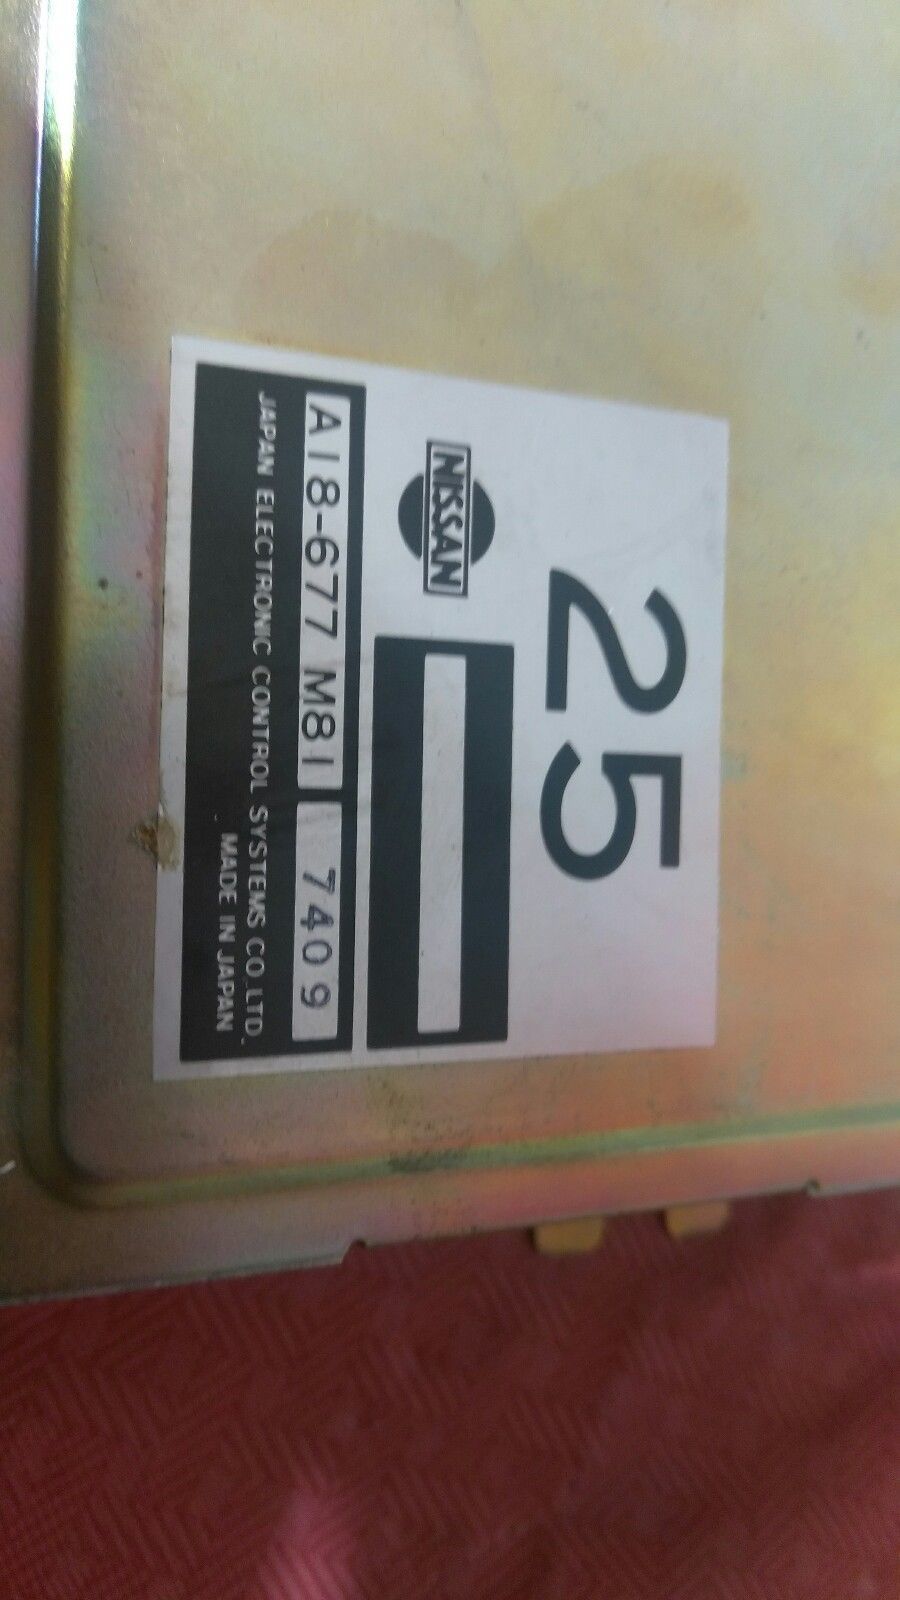 25
NISSAN
A18-677 M81 7409
JAPAN ELECTRONIC CONTROL SYSTEMS CO.,LTD.
MADE IN JAPAN